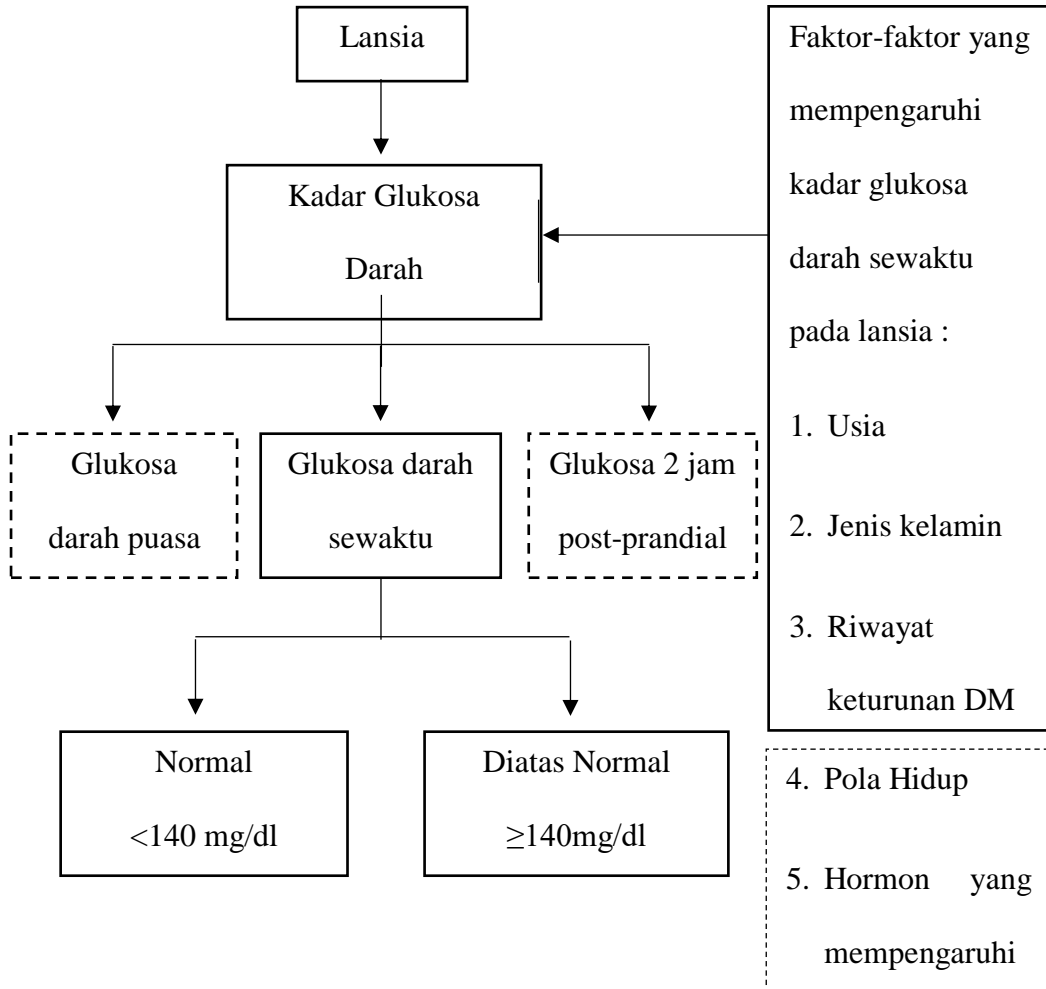 Lansia
Kadar Glukosa
Darah
Glukosa
darah puasa
Glukosa darah
sewaktu
Glukosa 2 jam
post-prandial
Normal
<140 mg/dl
Diatas Normal
≥140mg/dl
Faktor-faktor yang
mempengaruhi
kadar glukosa
darah sewaktu
pada lansia :
1. Usia
2. Jenis kelamin
3. Riwayat
keturunan DM
4. Pola Hidup
5. Hormon yang
mempengaruhi